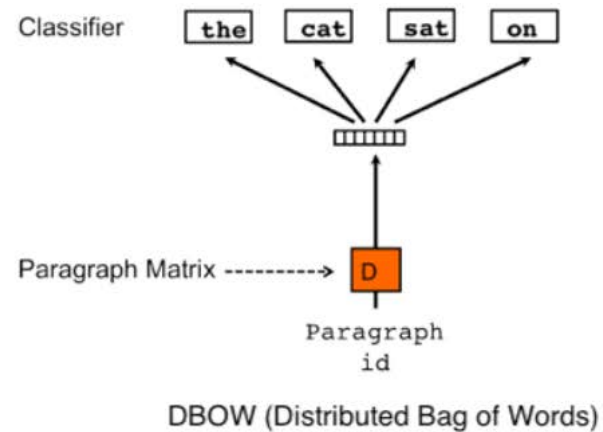 Classifier the cat sat on
Paragraph Matrix D
Paragraph
id
DBOW (Distributed Bag of Words)